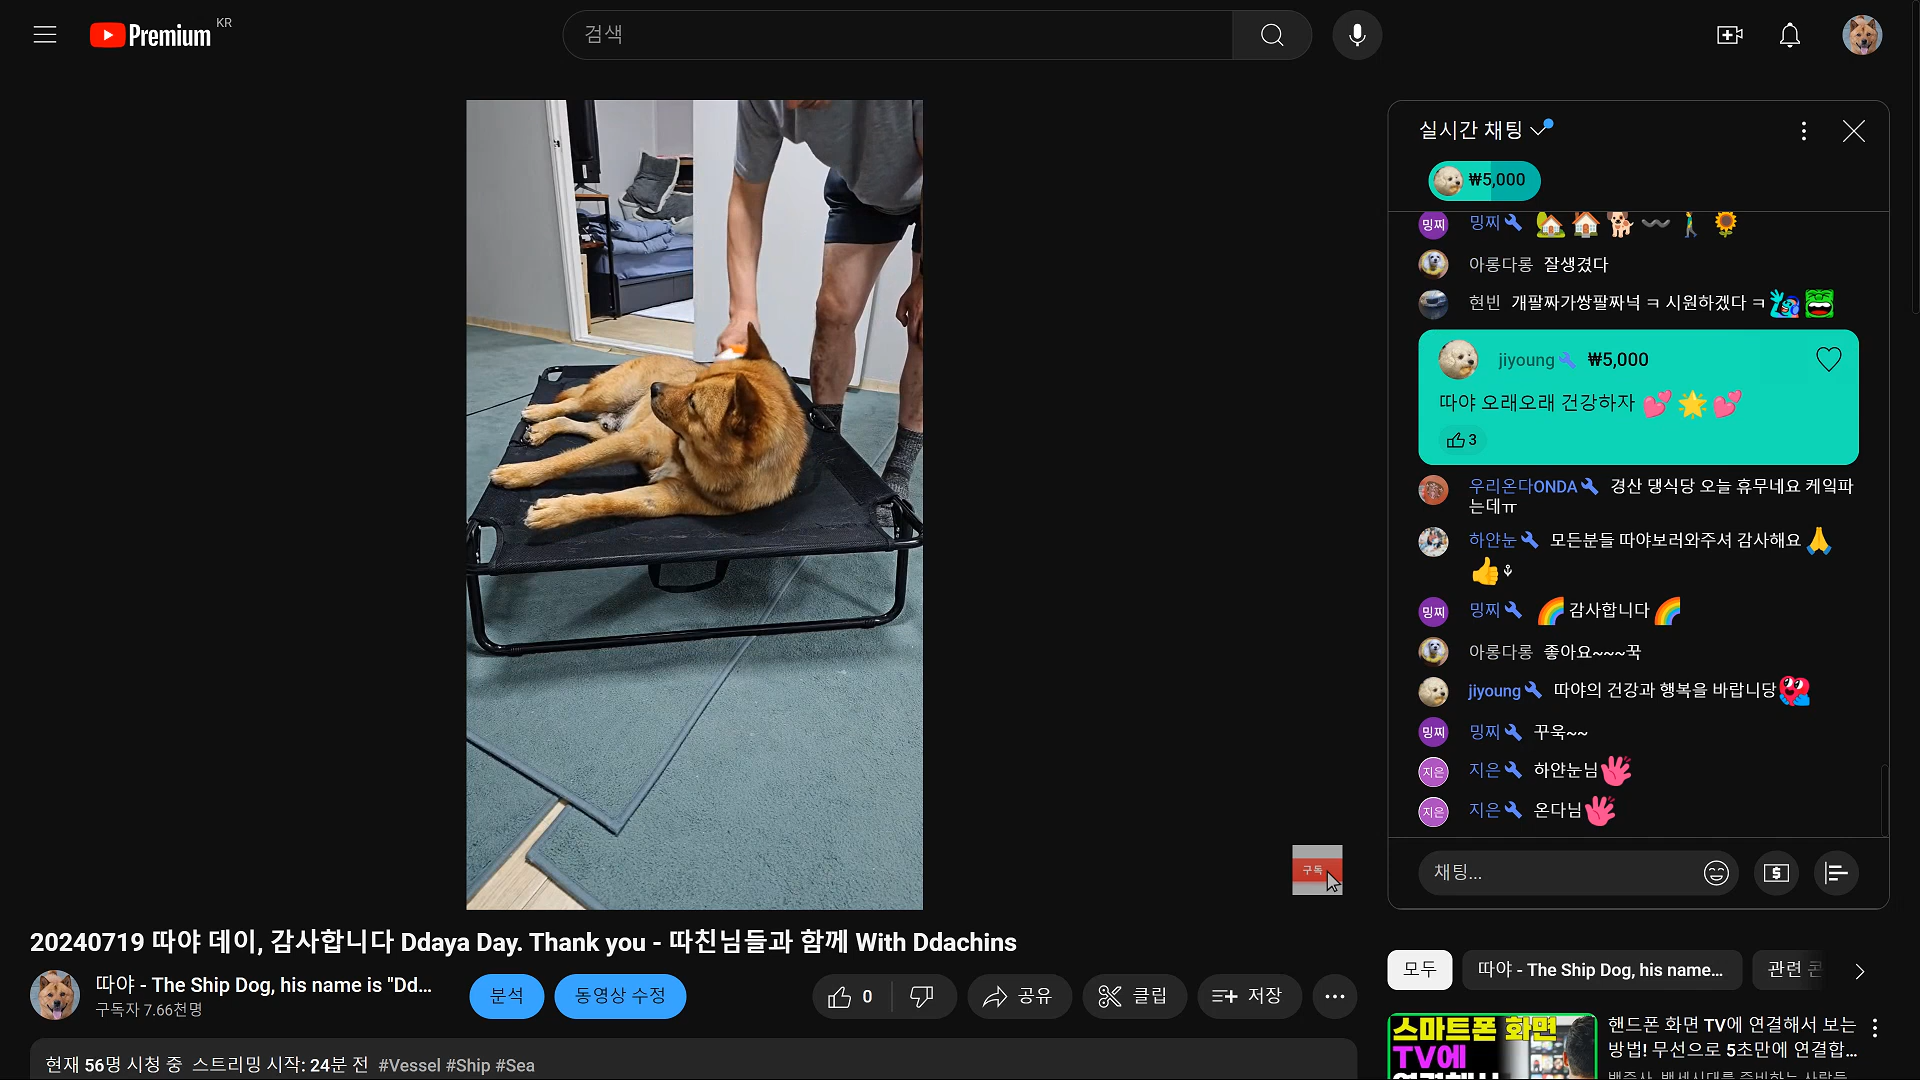 Premium KR
검색
실시간 채팅
₩5,000
밍찌 밍찌
아롱다롱 잘생겼다
현빈 개팔짜가쌍팔짜넉 ㅋ 시원하겠다 ㅋ
jiyoung ₩5,000
따야 오래오래 건강하자
3
우리온다ONDA 경산 댕식당 오늘 휴무네요 케잌파
는데ㅠ
하얀눈 모든분들 따야보러와주셔 감사해요
밍찌 밍찌 감사합니다
아롱다롱 좋아요~~~꾹
jiyoung 따야의 건강과 행복을 바랍니당
밍찌 밍찌 꾸욱~~
지은 지은 하얀눈님
지은 지은 온다님
채팅...
구독
20240719 따야 데이, 감사합니다 Ddaya Day. Thank you - 따친님들과 함께 With Ddachins
따야 - The Ship Dog, his name is "Dd...
구독자 7.66천명
분석
동영상 수정
0
공유
클립
저장
현재 56명 시청 중 스트리밍 시작: 24분 전 #Vessel #Ship #Sea
모두
따야 - The Ship Dog, his name...
관련
스마트폰 화면
TV에
핸드폰 화면 TV에 연결해서 보는
방법! 무선으로 5초만에 연결합...